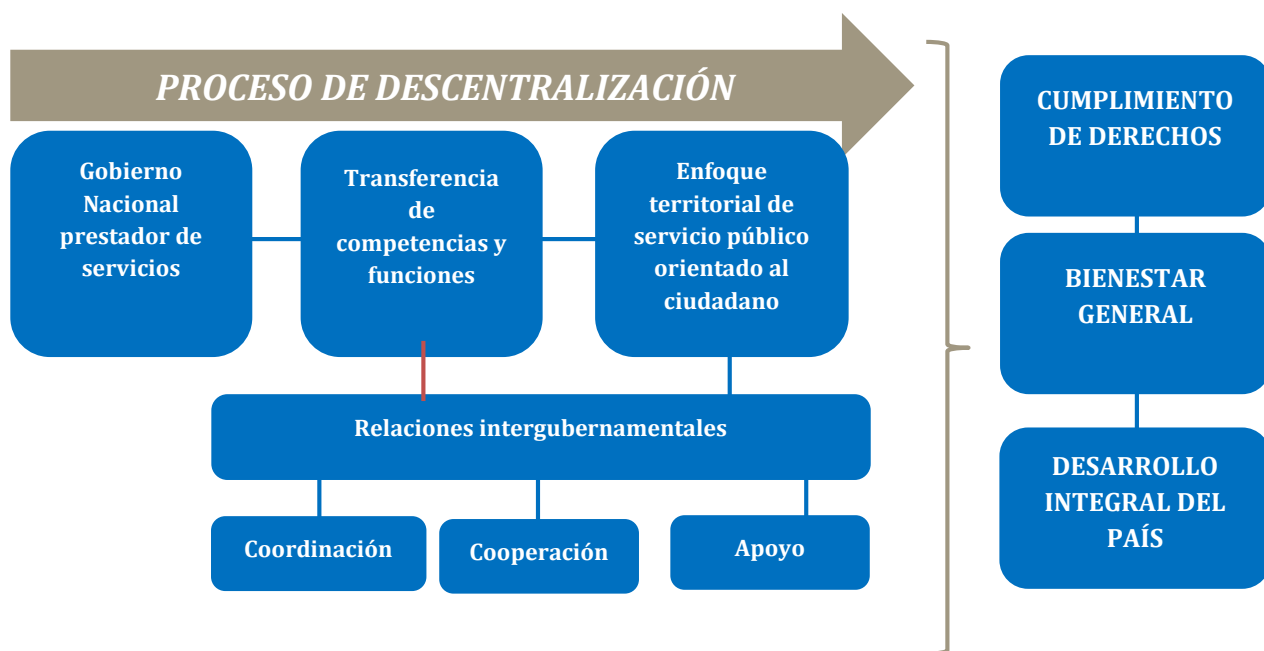 PROCESO DE DESCENTRALIZACIÓN
Gobierno
Nacional
prestador de
servicios
Transferencia
de
competencias y
funciones
Enfoque
territorial de
servicio público
orientado al
ciudadano
Relaciones intergubernamentales
Coordinación
Cooperación
Apoyo
CUMPLIMIENTO
DE DERECHOS
BIENESTAR
GENERAL
DESARROLLO
INTEGRAL DEL
PAÍS